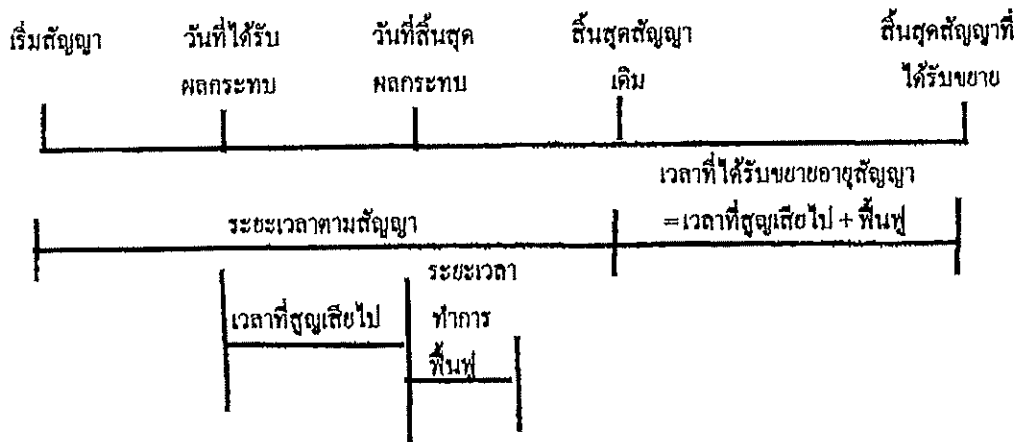 เริ่มสัญญา
วันที่ได้รับ
ผลกระทบ
วันที่สิ้นสุด
ผลกระทบ
สิ้นสุดสัญญา
เดิม
สิ้นสุดสัญญาที่
ได้รับขยาย
เวลาที่ได้รับขยายอายุสัญญา
=เวลาที่สูญเสียไป + ฟื้นฟู
ระยะเวลาตามสัญญา
เวลาที่สูญเสียไป
ระยะเวลา
ทำการ
ฟื้นฟู